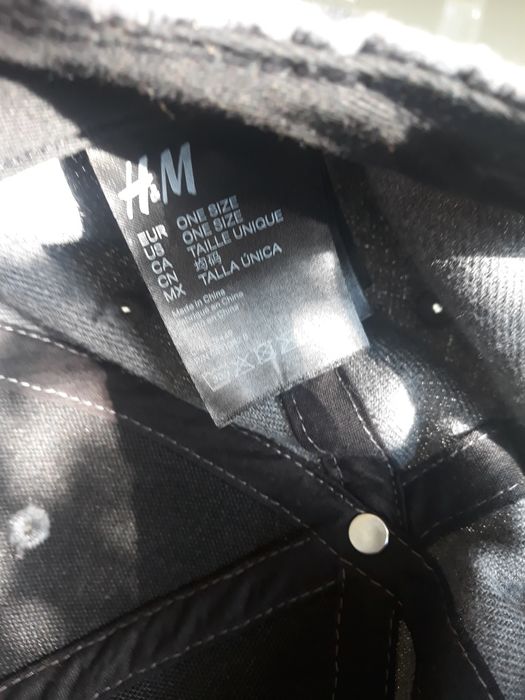 H&M
EUR ONE SIZE
US ONE SIZE
CA TAILLE UNIQUE
CN 均码
MX TALLA ÚNICA
Made in China